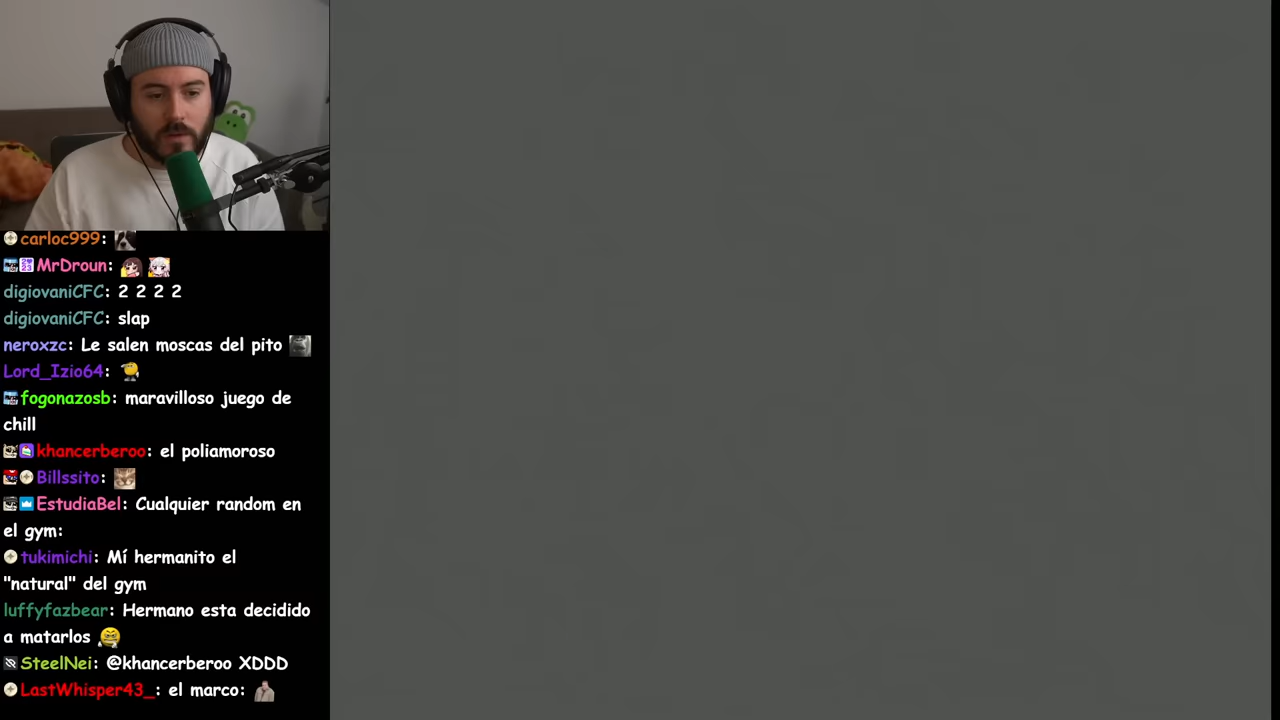 carloc999:
MrDroun:
digiovaniCFC: 2 2 2 2
digiovaniCFC: slap
neroxzc: Le salen moscas del pito
Lord_Izio64:
fogonazosb: maravilloso juego de
chill
khancerberoo: el poliamoroso
Billssito:
EstudiaBel: Cualquier random en
el gym:
tukimichi: Mí hermanito el
"natural" del gym
luffyfazbear: Hermano esta decidido
a matarlos
SteelNei: @khancerberoo XDDD
LastWhisper43_: el marco: